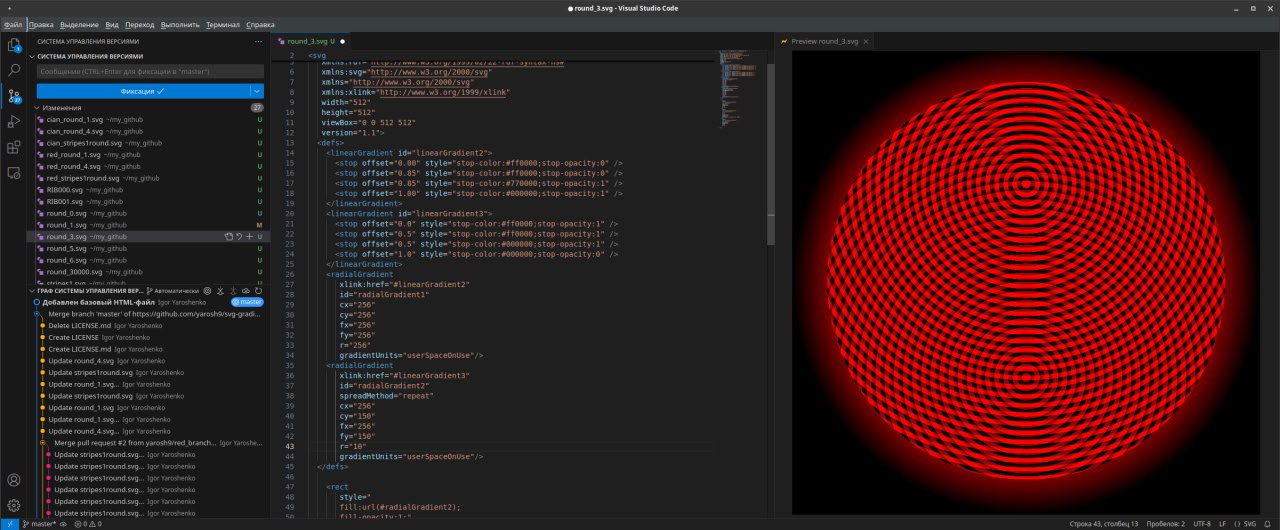 round_3.svg - Visual Studio Code
Файл Правка Выделение Вид Переход Выполнить Терминал Справка
СИСТЕМА УПРАВЛЕНИЯ ВЕРСИЯМИ
СИСТЕМА УПРАВЛЕНИЯ ВЕРСИЯМИ
Сообщение (CTRL+Enter для фиксации в "master")
Фиксация
Изменения 27
cian_round_1.svg ~/my_github U
cian_round_4.svg ~/my_github U
cian_stripes1round.svg ~/my_github U
red_round_1.svg ~/my_github U
red_round_4.svg ~/my_github U
red_stripes1round.svg ~/my_github U
RIB000.svg ~/my_github U
RIB001.svg ~/my_github U
round_0.svg ~/my_github U
round_1.svg ~/my_github M
round_3.svg ~/my_github U
round_5.svg ~/my_github U
round_6.svg ~/my_github U
round_30000.svg ~/my_github U
ГРАФ СИСТЕМЫ УПРАВЛЕНИЯ ВЕР... Автоматически
Добавлен базовый HTML-файл Igor Yaroshenko master
Merge branch 'master' of https://github.com/yarosh9/svg-gradi...
Delete LICENSE.md Igor Yaroshenko
Create LICENSE Igor Yaroshenko
Create LICENSE.md Igor Yaroshenko
Update round_4.svg Igor Yaroshenko
Update stripes1round.svg Igor Yaroshenko
Update round_1.svg... Igor Yaroshenko
Update stripes1round.svg Igor Yaroshenko
Update round_1.svg... Igor Yaroshenko
Update round_1.svg... Igor Yaroshenko
Update round_4.svg... Igor Yaroshenko
Merge pull request #2 from yarosh9/red_branch... Igor Yaroshe...
Update stripes1round.svg... Igor Yaroshenko
Update stripes1round.svg... Igor Yaroshenko
Update stripes1round.svg... Igor Yaroshenko
Update stripes1round.svg... Igor Yaroshenko
Update stripes1round.svg... Igor Yaroshenko
Update stripes1round.svg... Igor Yaroshenko
round_3.svg U
2 <svg
6 xmlns:svg="http://www.w3.org/2000/svg"
7 xmlns="http://www.w3.org/2000/svg"
8 xmlns:xlink="http://www.w3.org/1999/xlink"
9 width="512"
10 height="512"
11 viewBox="0 0 512 512"
12 version="1.1">
13 <defs>
14 <linearGradient id="linearGradient2">
15 <stop offset="0.00" style="stop-color:#ff0000;stop-opacity:0" />
16 <stop offset="0.85" style="stop-color:#ff0000;stop-opacity:0" />
17 <stop offset="0.85" style="stop-color:#770000;stop-opacity:1" />
18 <stop offset="1.00" style="stop-color:#000000;stop-opacity:1" />
19 </linearGradient>
20 <linearGradient id="linearGradient3">
21 <stop offset="0.0" style="stop-color:#ff0000;stop-opacity:1" />
22 <stop offset="0.5" style="stop-color:#ff0000;stop-opacity:1" />
23 <stop offset="0.5" style="stop-color:#000000;stop-opacity:1" />
24 <stop offset="1.0" style="stop-color:#000000;stop-opacity:0" />
25 </linearGradient>
26 <radialGradient
27 xlink:href="#linearGradient2"
28 id="radialGradient1"
29 cx="256"
30 cy="256"
31 fx="256"
32 fy="256"
33 r="256"
34 gradientUnits="userSpaceOnUse"/>
35 <radialGradient
36 xlink:href="#linearGradient3"
37 id="radialGradient2"
38 spreadMethod="repeat"
39 cx="256"
40 cy="150"
41 fx="256"
42 fy="150"
43 r="10"
44 gradientUnits="userSpaceOnUse"/>
45 </defs>
46
47 <rect
48 style="
49 fill:url(#radialGradient2);
50 fill-opacity:1;
Preview round_3.svg
master* 0 0
Строка 43, столбец 13 Пробелов: 2 UTF-8 LF SVG